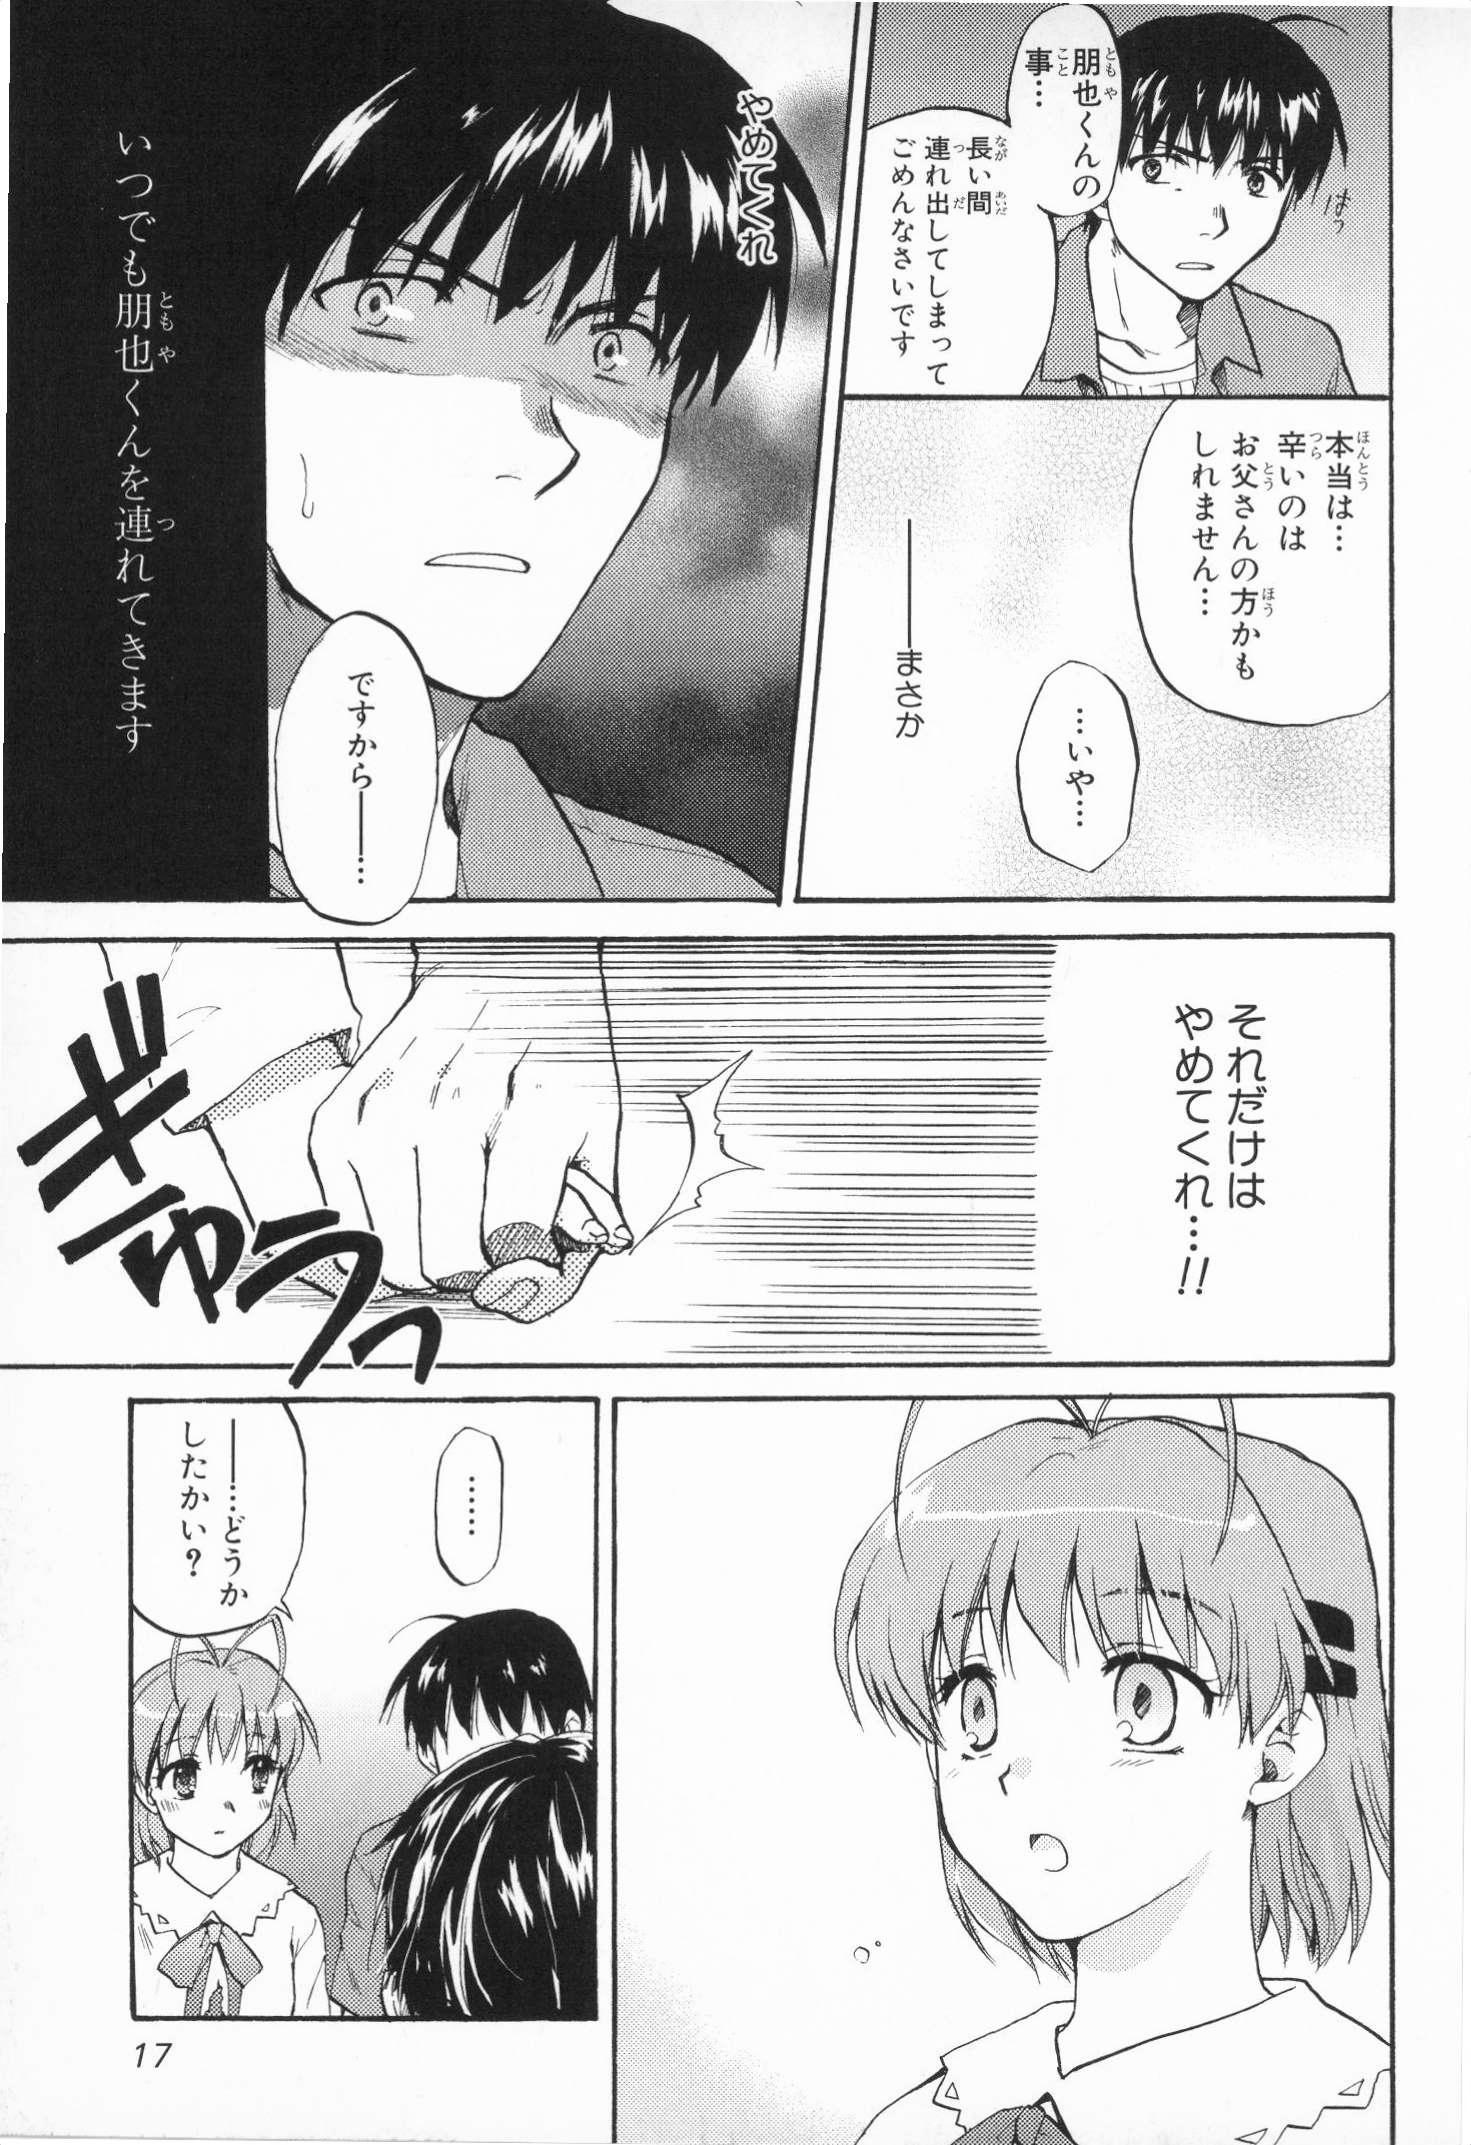 朋也くんの
事…
長い間
連れ出してしまって
ごめんなさいです
はっ
本当は…
辛いのは
お父さんの方かも
しれません…
…いや…
――まさか
やめてくれ
ですから――…
いつでも朋也くんを連れてきます
それだけは
やめてくれ…!!
ギュウッ
……
――…どうか
したかい?
17